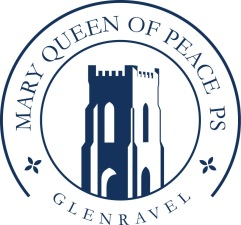 MARY QUEEN OF PEACE PS
GLENRAVEL